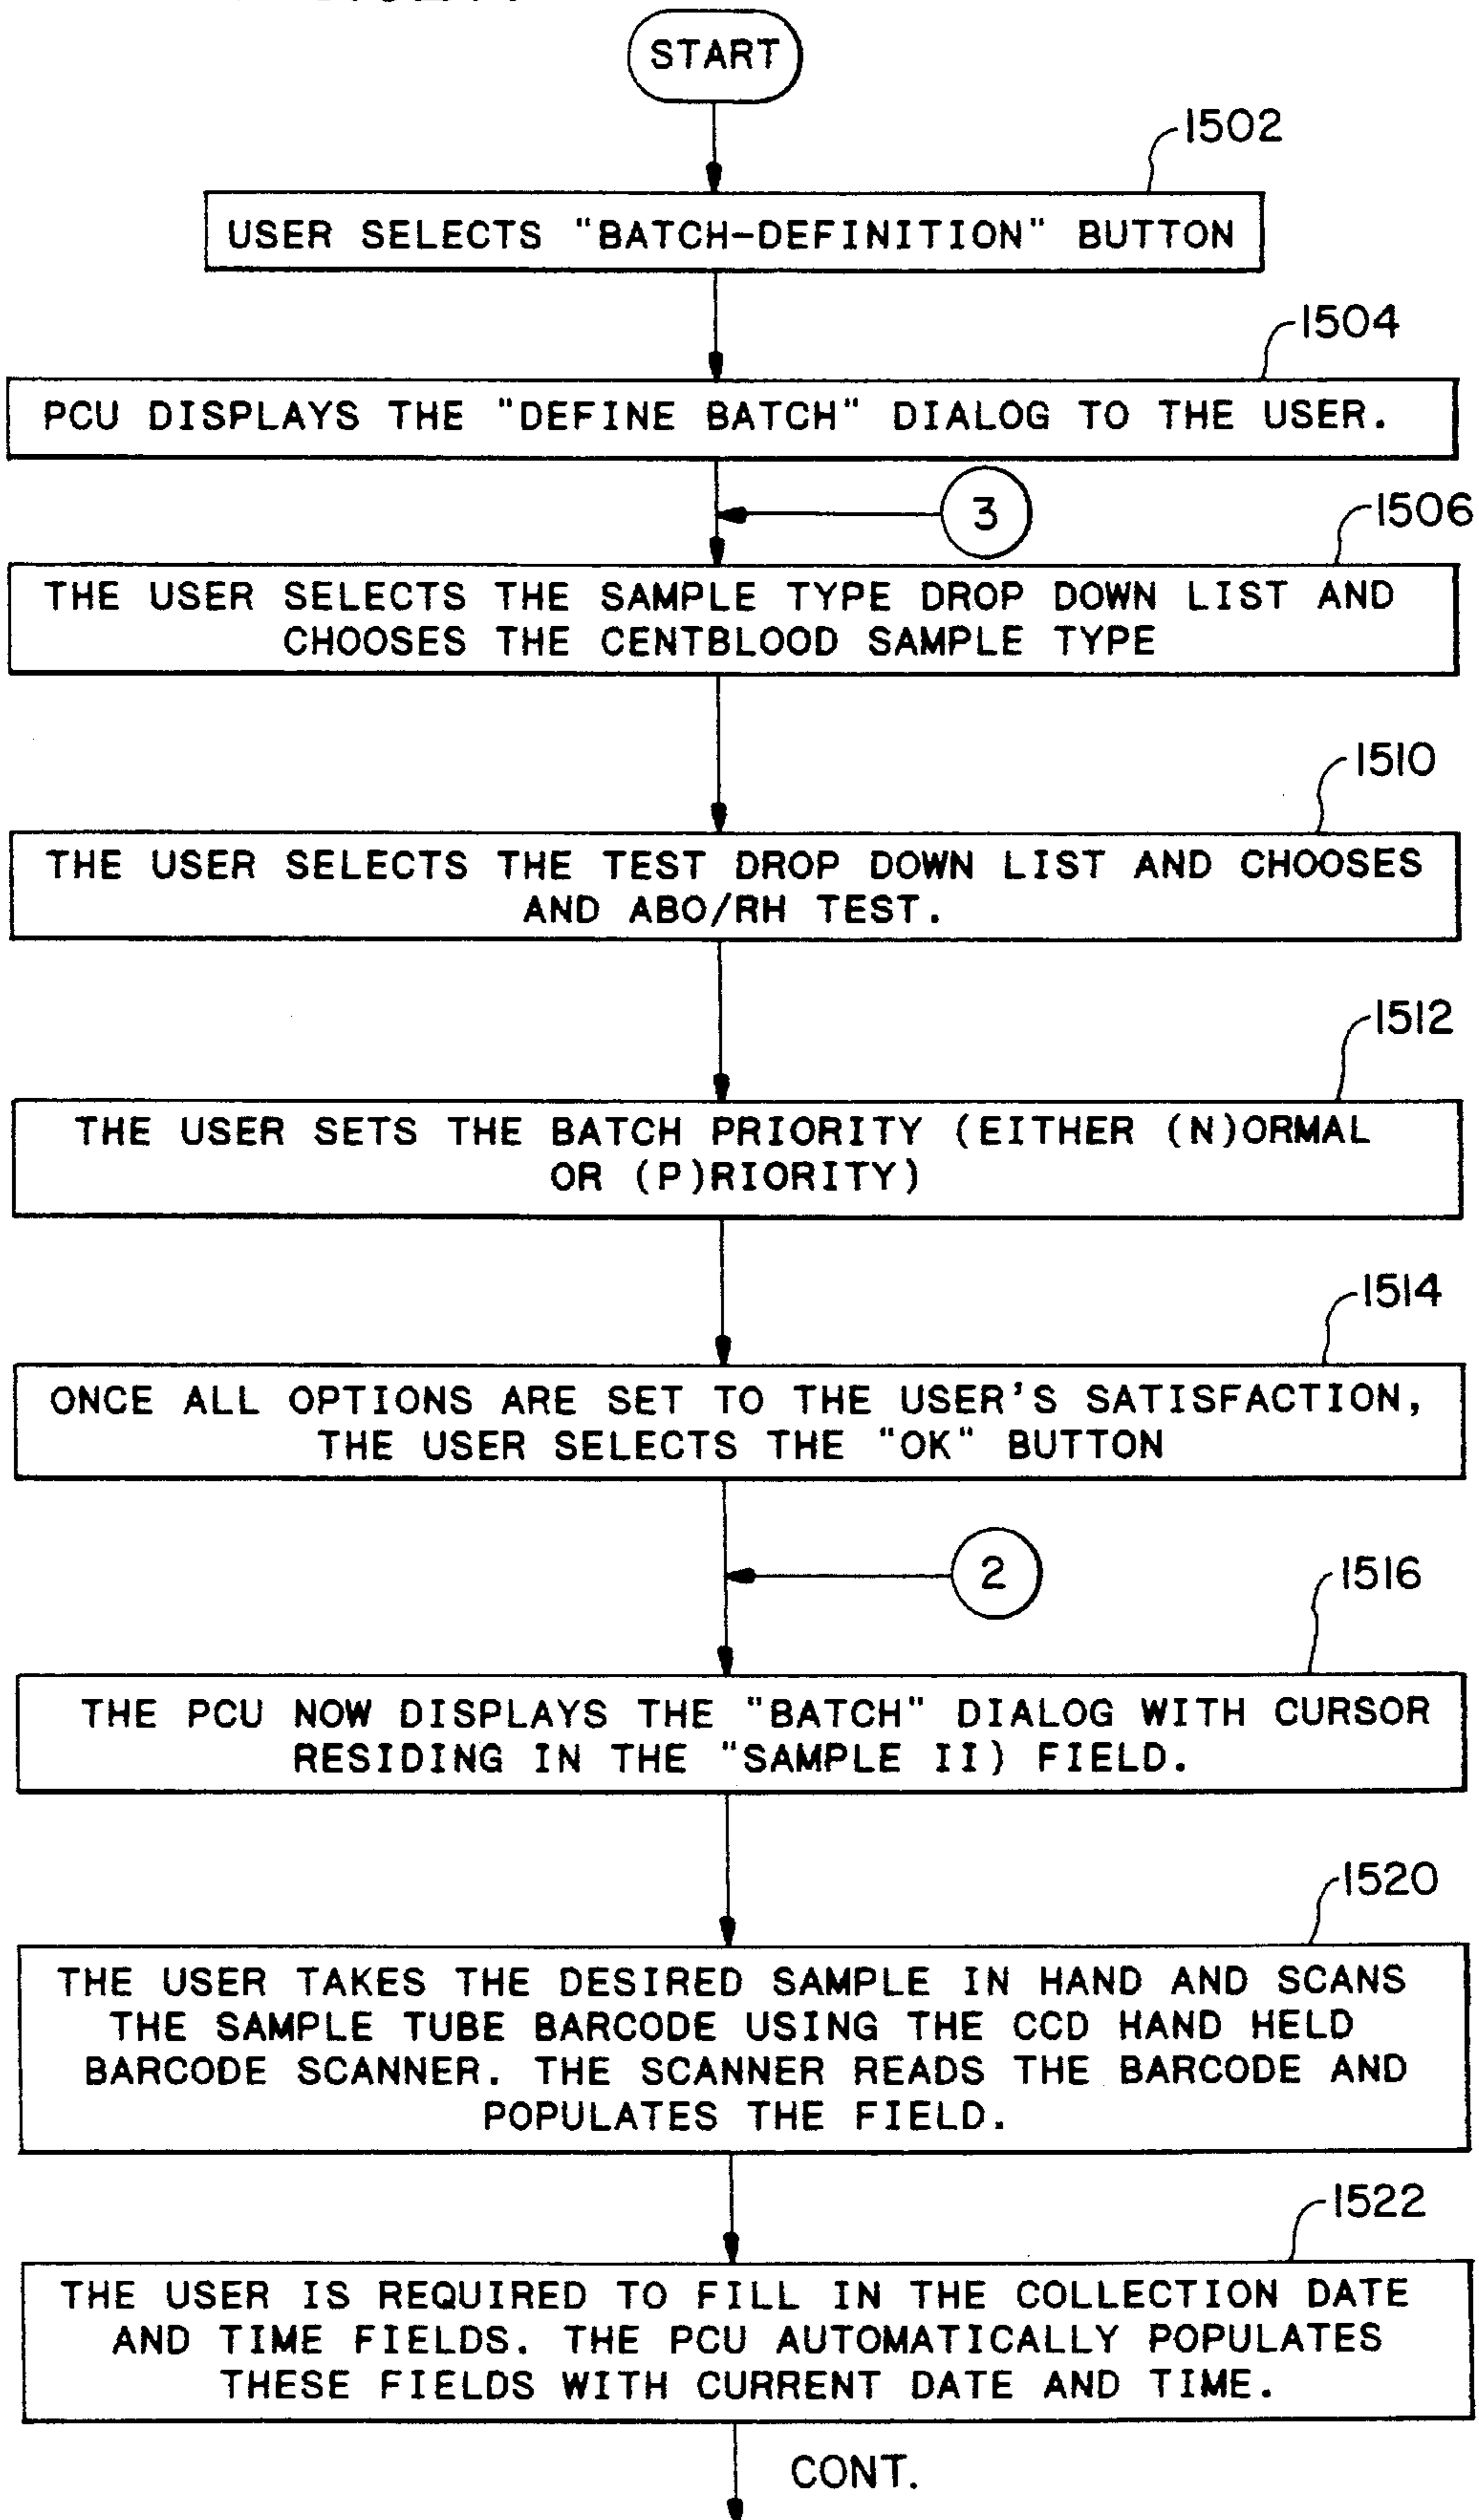 START
1502
USER SELECTS "BATCH-DEFINITION" BUTTON
1504
PCU DISPLAYS THE "DEFINE BATCH" DIALOG TO THE USER.
3
1506
THE USER SELECTS THE SAMPLE TYPE DROP DOWN LIST AND
CHOOSES THE CENTBLOOD SAMPLE TYPE
1510
THE USER SELECTS THE TEST DROP DOWN LIST AND CHOOSES
AND ABO/RH TEST.
1512
THE USER SETS THE BATCH PRIORITY (EITHER (N)ORMAL
OR (P)RIORITY)
1514
ONCE ALL OPTIONS ARE SET TO THE USER'S SATISFACTION,
THE USER SELECTS THE "OK" BUTTON
2
1516
THE PCU NOW DISPLAYS THE "BATCH" DIALOG WITH CURSOR
RESIDING IN THE "SAMPLE II) FIELD.
1520
THE USER TAKES THE DESIRED SAMPLE IN HAND AND SCANS
THE SAMPLE TUBE BARCODE USING THE CCD HAND HELD
BARCODE SCANNER. THE SCANNER READS THE BARCODE AND
POPULATES THE FIELD.
1522
THE USER IS REQUIRED TO FILL IN THE COLLECTION DATE
AND TIME FIELDS. THE PCU AUTOMATICALLY POPULATES
THESE FIELDS WITH CURRENT DATE AND TIME.
CONT.